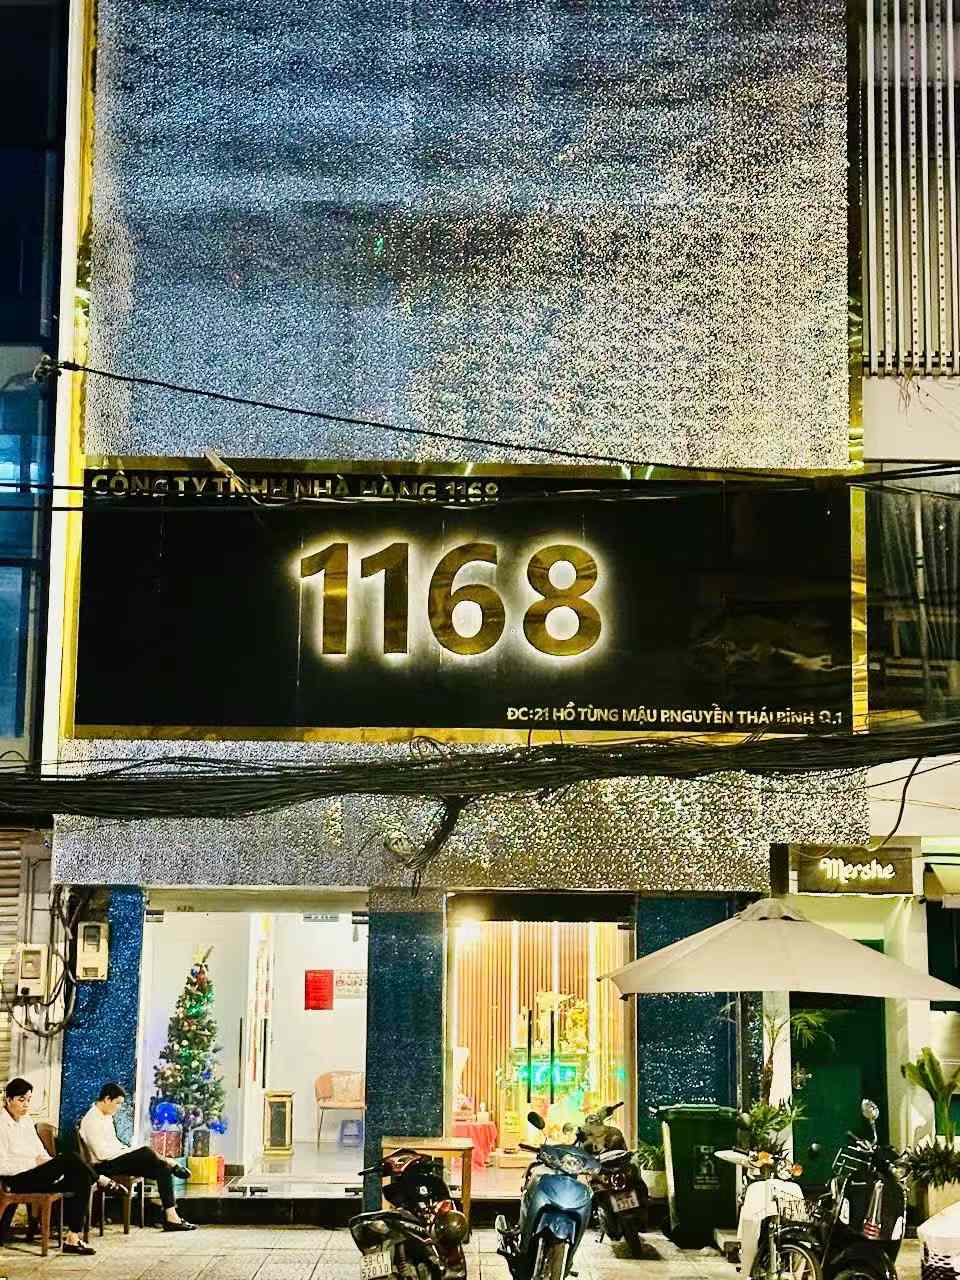 CÔNG TY TNHH NHÀ HÀNG 1168
1168
ĐC:21 HỒ TÙNG MẬU P.NGUYỄN THÁI BÌNH Q.1
Mershe